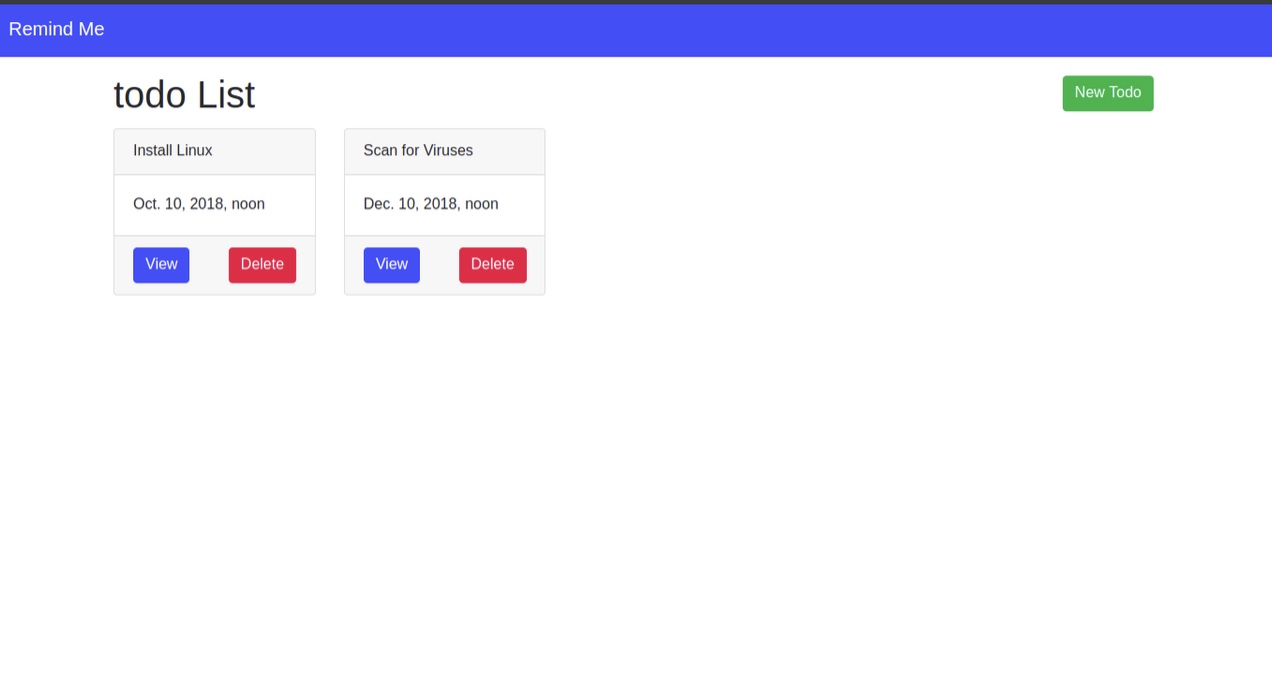 Remind Me
todo List
New Todo
Install Linux
Oct. 10, 2018, noon
View
Delete
Scan for Viruses
Dec. 10, 2018, noon
View
Delete